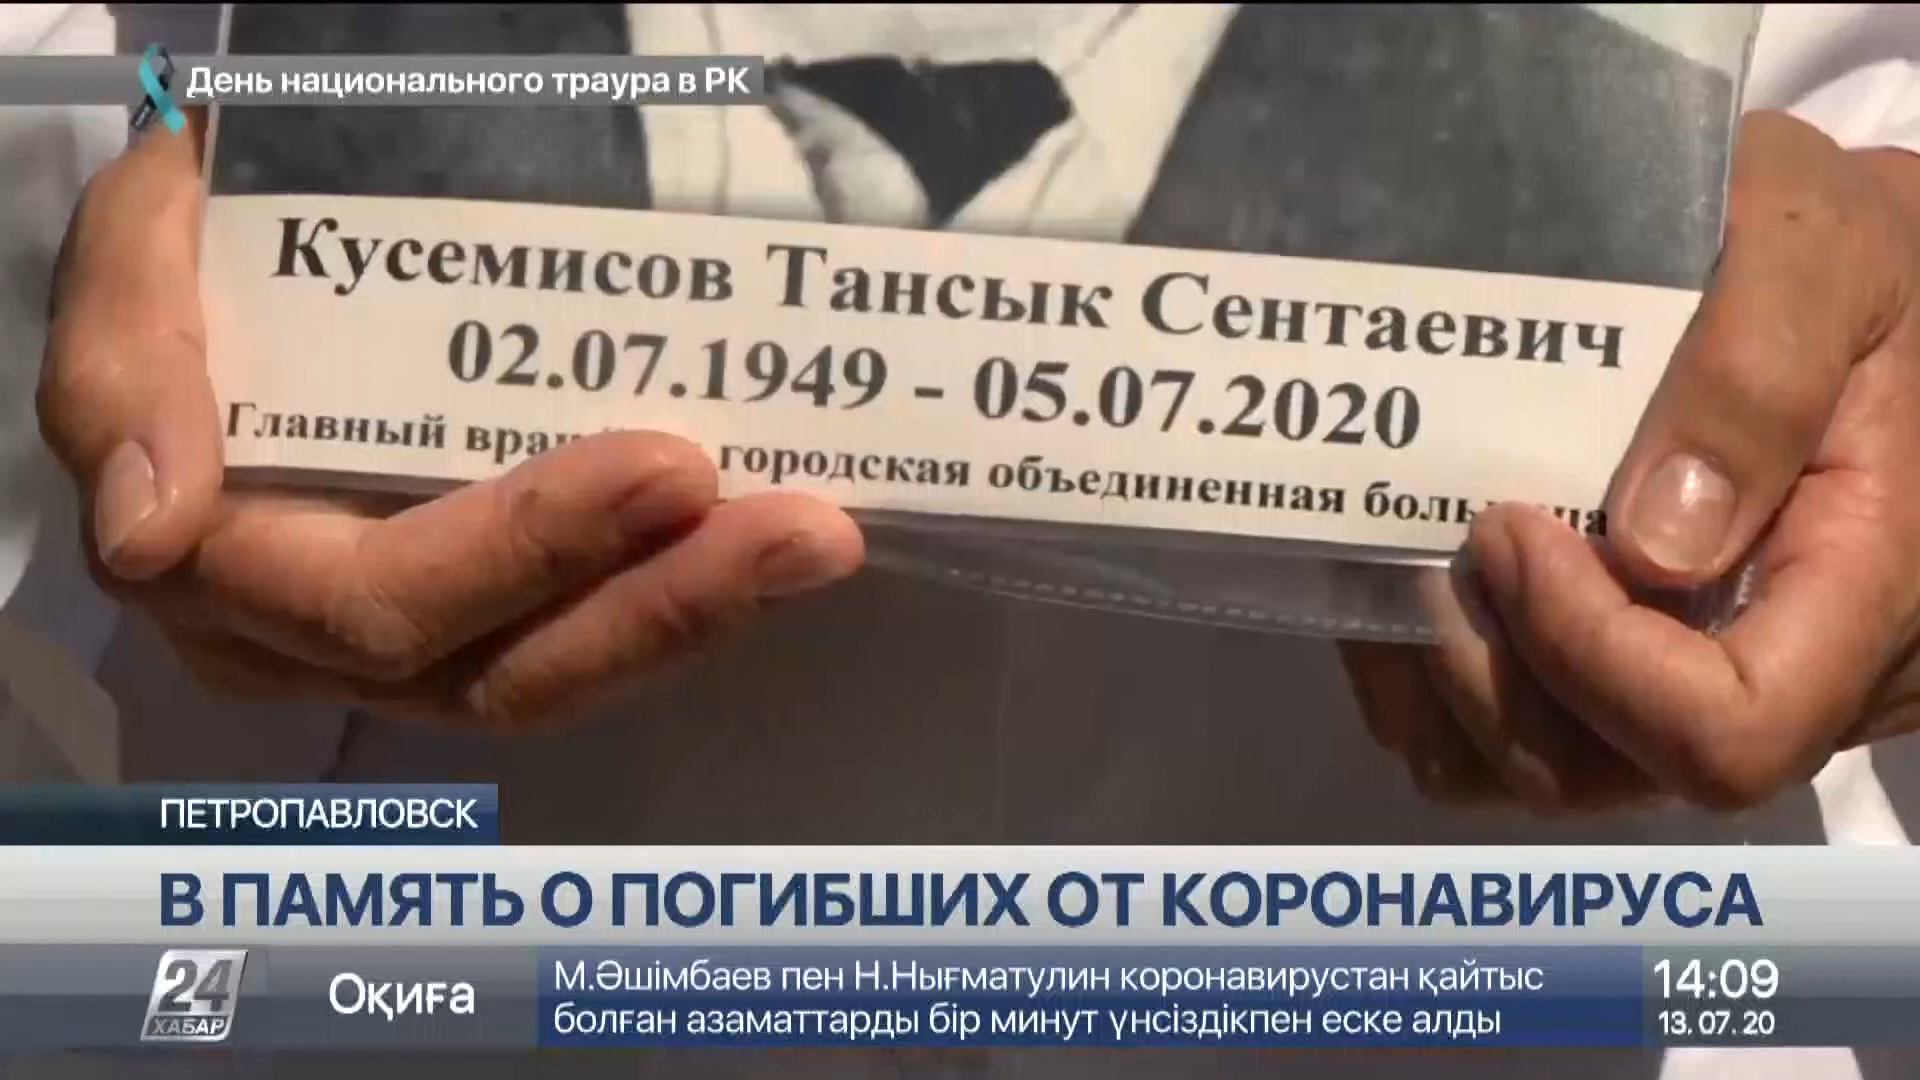 День национального траура в РК
Кусемисов Тансык Сентаевич
02.07.1949 - 05.07.2020
Главный городская объединенная
ПЕТРОПАВЛОВСК
В ПАМЯТЬ О ПОГИБШИХ ОТ КОРОНАВИРУСА
24
ХАБАР
Оқиға
М.Әшімбаев пен Н.Нығматулин коронавирустан қайтыс
болған азаматтарды бір минут үнсіздікпен еске алды
14:09
13.07.20